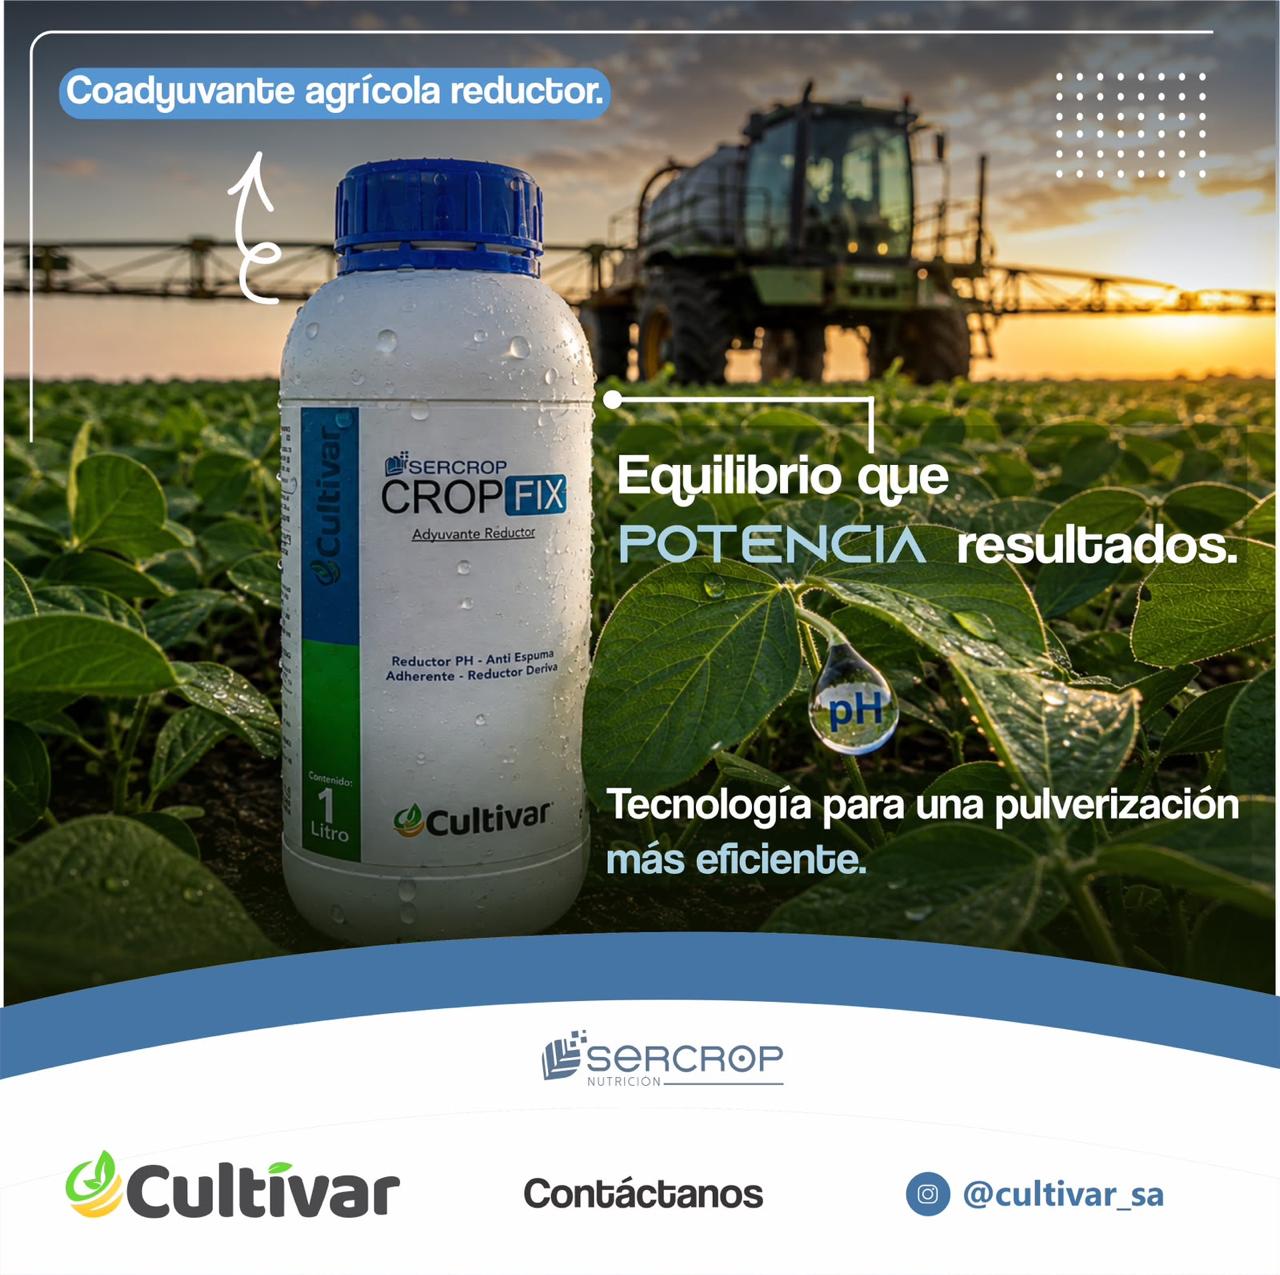 Coadyuvante agrícola reductor.
Cultivar
SERCROP
CROP FIX
Adyuvante Reductor
Reductor PH - Anti Espuma
Adherente - Reductor Deriva
Contenido:
1
Litro
Cultivar
Equilibrio que
POTENCIA resultados.
pH
Tecnología para una pulverización
más eficiente.
SERCROP
NUTRICIÓN
Cultivar
Contáctanos
@cultivar_sa